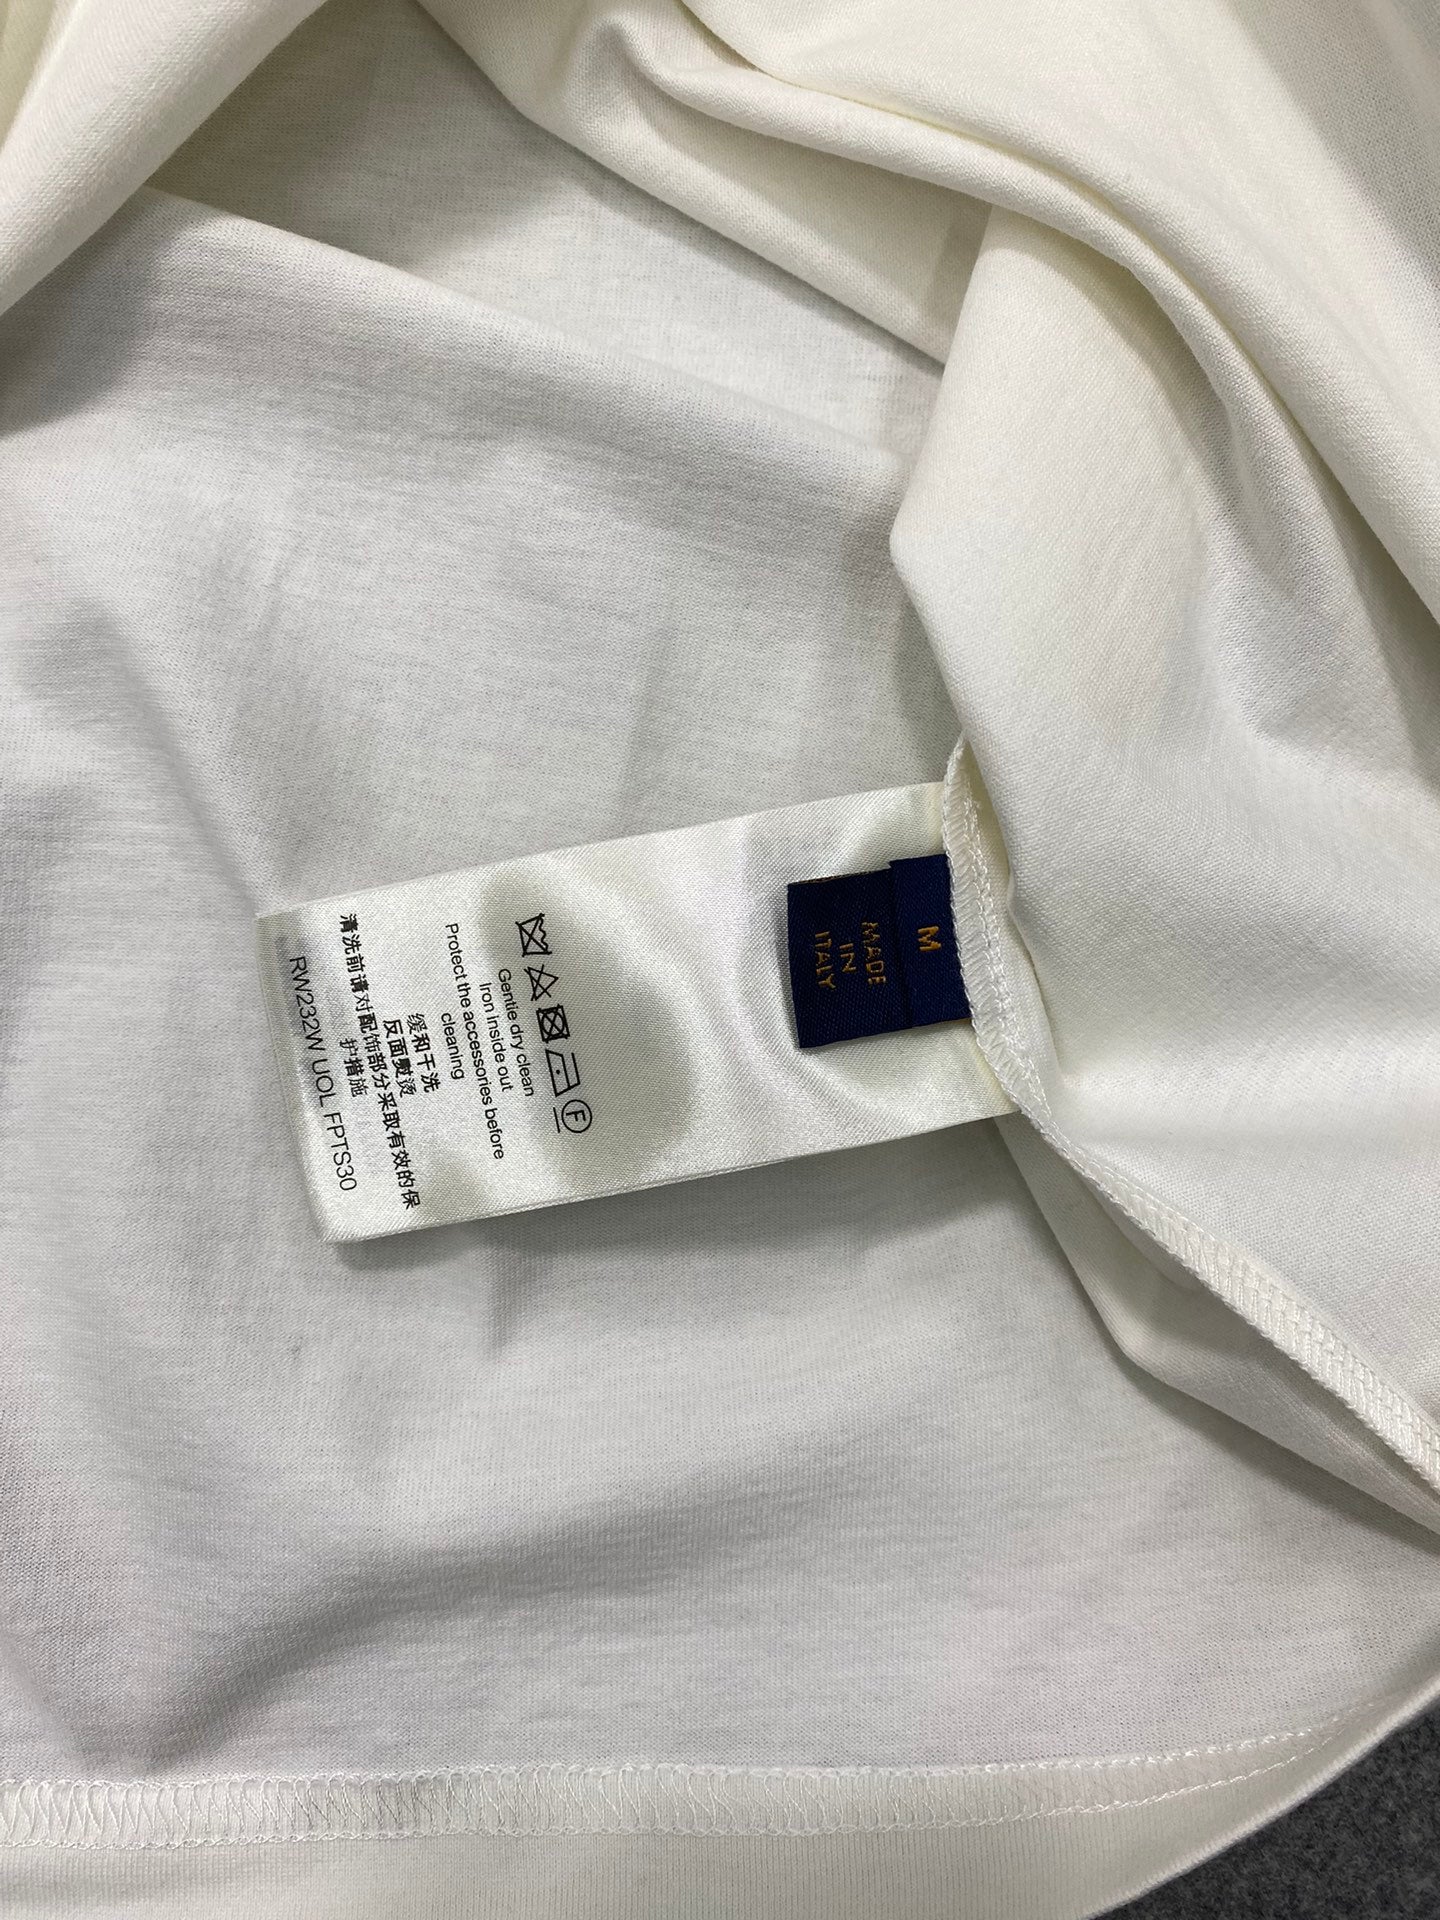 M
MADE
IN
ITALY
F
Gentle dry clean
Iron Inside out
Protect the accessories before
cleaning
缓和干洗
反面熨烫
清洗前请对配饰部分采取有效的保
护措施
RW232W UOL FPTS30